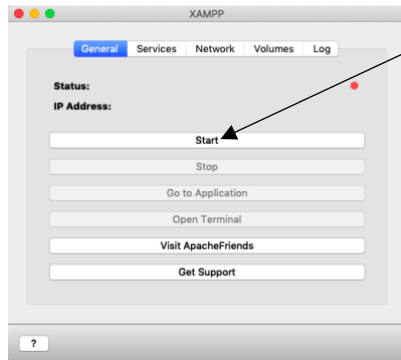 XAMPP
General Services Network Volumes Log
Status:
IP Address:
Start
Stop
Go to Application
Open Terminal
Visit ApacheFriends
Get Support
?